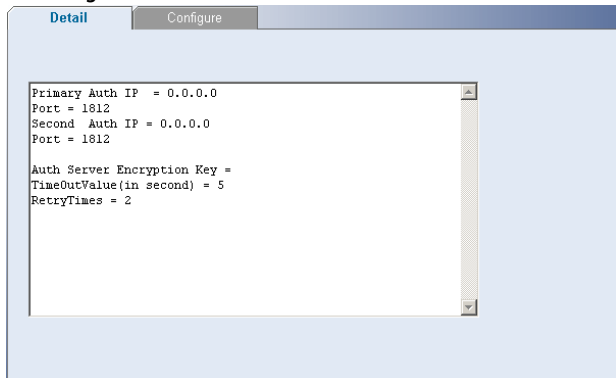 Detail
Configure
Primary Auth IP  = 0.0.0.0
Port = 1812
Second  Auth IP = 0.0.0.0
Port = 1812
Auth Server Encryption Key =
TimeOutValue(in second) = 5
RetryTimes = 2